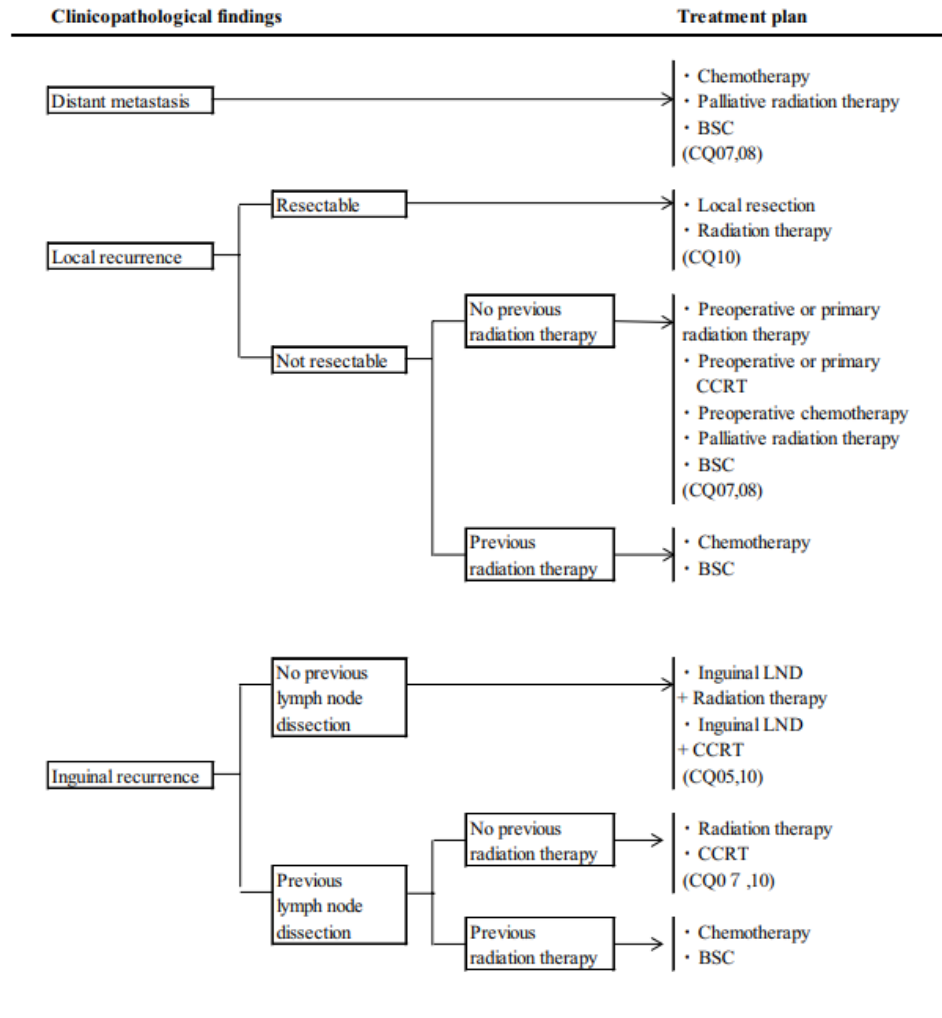 Clinicopathological findings
Treatment plan
Distant metastasis
・Chemotherapy
・Palliative radiation therapy
・BSC
(CQ07,08)
Local recurrence
Resectable
・Local resection
・Radiation therapy
(CQ10)
Not resectable
No previous
radiation therapy
・Preoperative or primary
radiation therapy
・Preoperative or primary
CCRT
・Preoperative chemotherapy
・Palliative radiation therapy
・BSC
(CQ07,08)
Previous
radiation therapy
・Chemotherapy
・BSC
Inguinal recurrence
No previous
lymph node
dissection
・Inguinal LND
+ Radiation therapy
・Inguinal LND
+ CCRT
(CQ05,10)
Previous
lymph node
dissection
No previous
radiation therapy
・Radiation therapy
・CCRT
(CQ0７,10)
Previous
radiation therapy
・Chemotherapy
・BSC